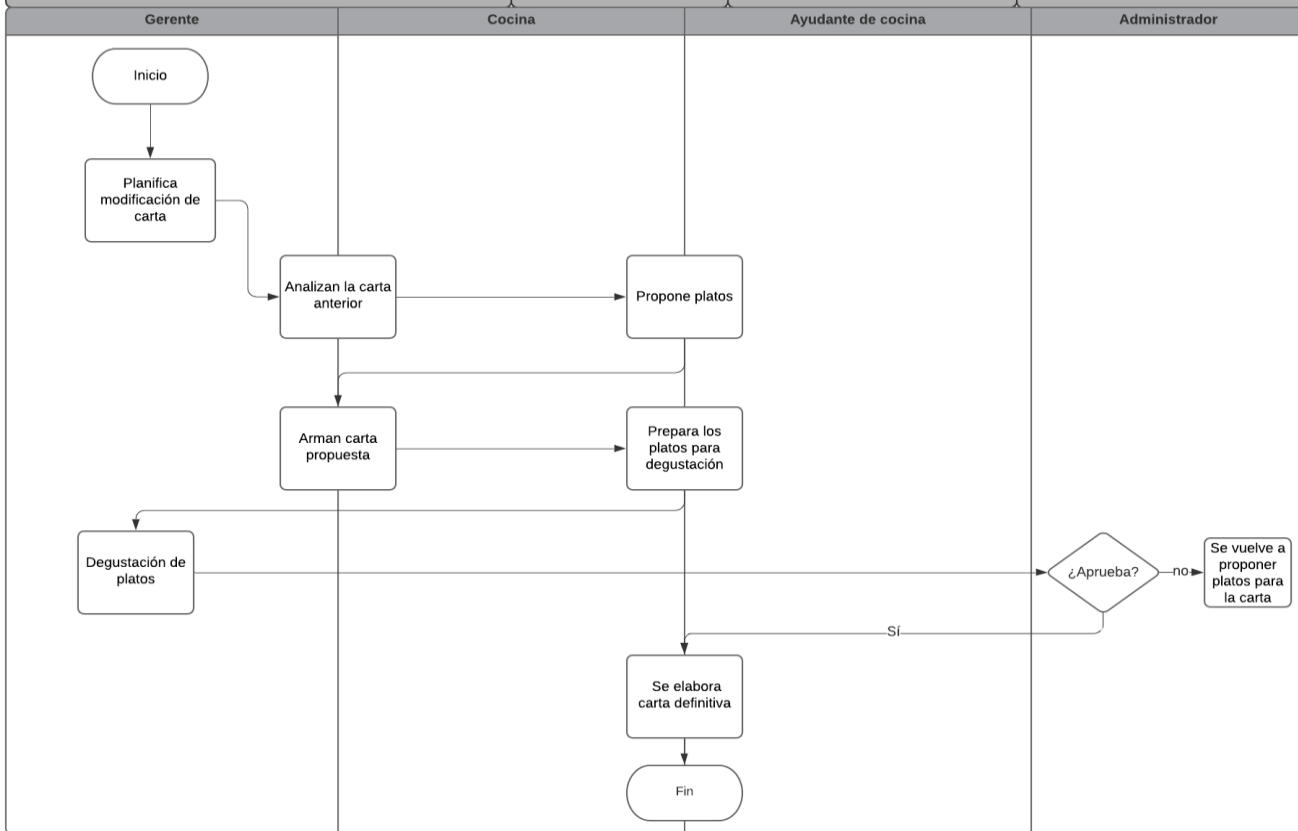 Gerente
Cocina
Ayudante de cocina
Administrador
Inicio
Planifica
modificación de
carta
Analizan la carta
anterior
Propone platos
Arman carta
propuesta
Prepara los
platos para
degustación
Degustación de
platos
¿Aprueba?
no
Se vuelve a
proponer
platos para
la carta
Sí
Se elabora
carta definitiva
Fin